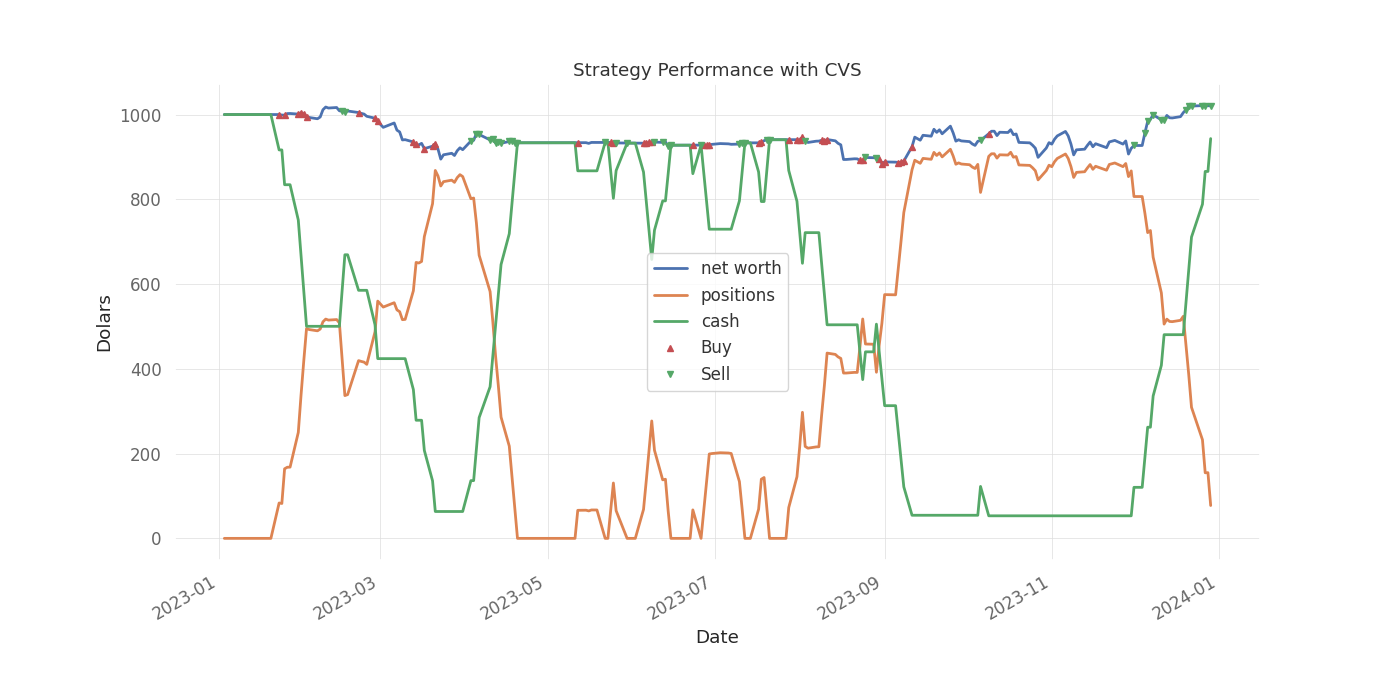 Strategy Performance with CVS
1000
800
600
400
200
0
Dolars
net worth
positions
cash
Buy
Sell
2023-01
2023-03
2023-05
2023-07
2023-09
2023-11
2024-01
Date